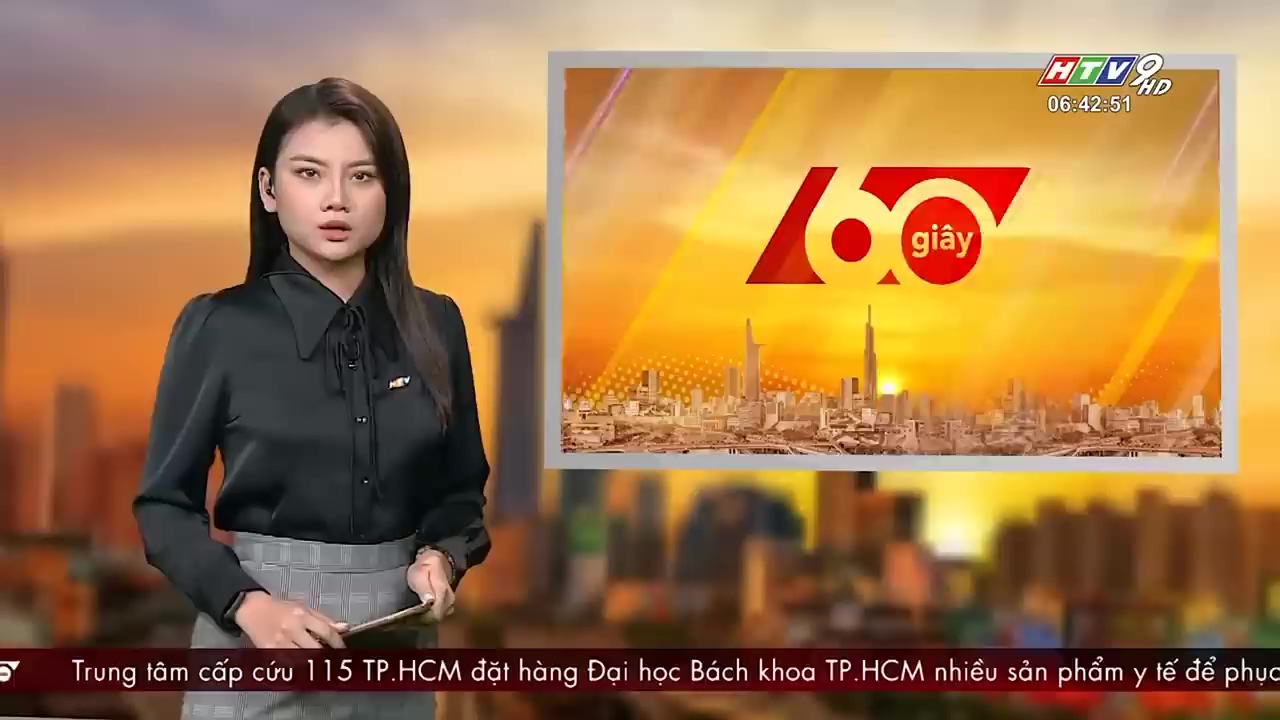 HTV9 HD
06:42:51
60 giây
HTV
Trung tâm cấp cứu 115 TP.HCM đặt hàng Đại học Bách khoa TP.HCM nhiều sản phẩm y tế để phục